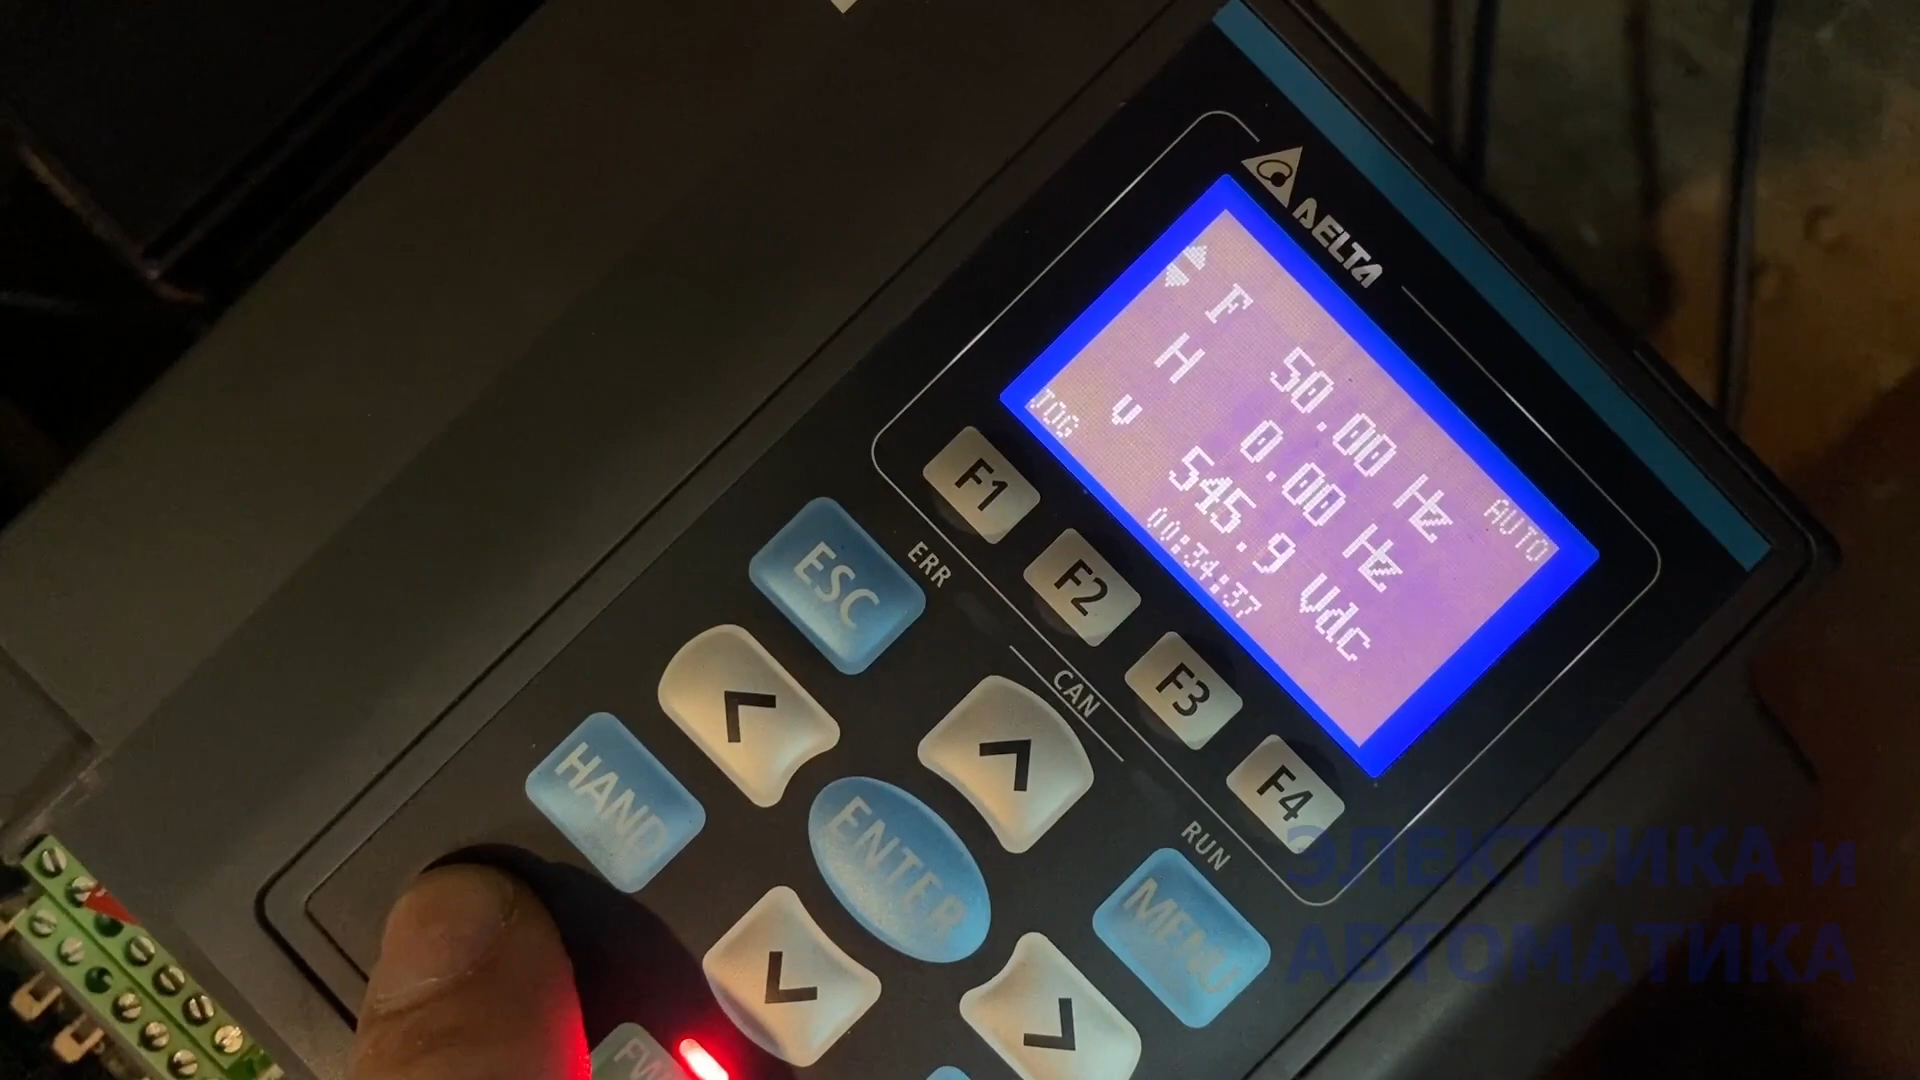 DELTA
F 50.00 Hz
H 0.00 Hz
v 545.9 Vdc
JOG 00:34:37 AUTO
F1
F2
F3
F4
ERR
CAN
RUN
ESC
HAND
ENTER
MENU
ЭЛЕКТРИКА и
АВТОМАТИКА